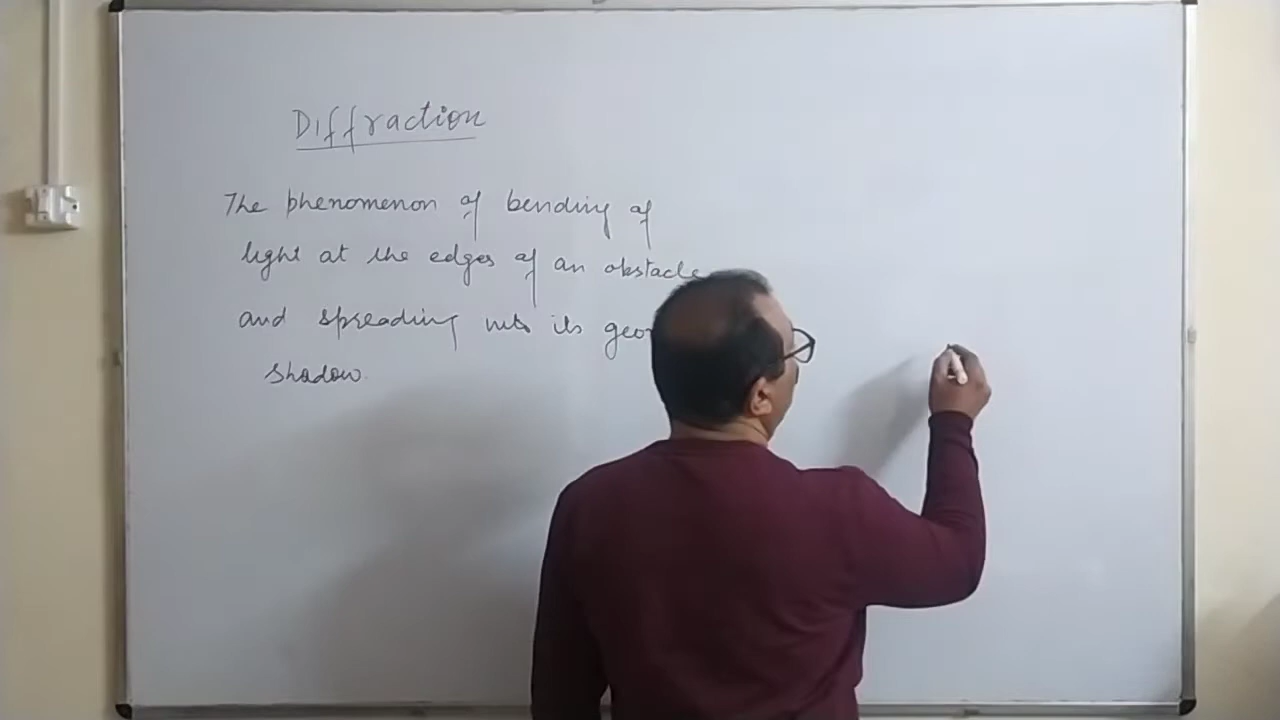 Diffraction
The phenomenon of bending of
light at the edges of an obstacle
and spreading into its geo
shadow.